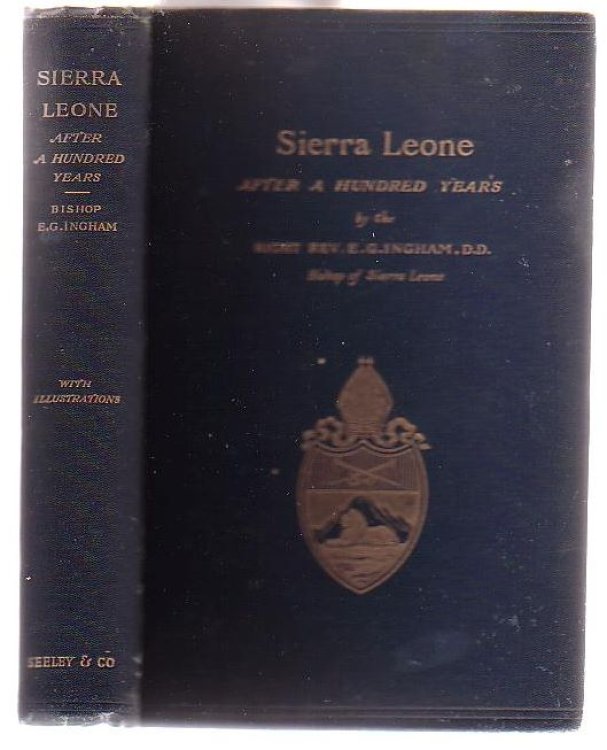 SIERRA
LEONE
AFTER
A HUNDRED
YEARS
BISHOP
E.G.INGHAM
WITH
ILLUSTRATIONS
SEELEY & CO
Sierra Leone
AFTER A HUNDRED YEARS
by the
RIGHT REV. E.G.INGHAM, D.D.
Bishop of Sierra Leone